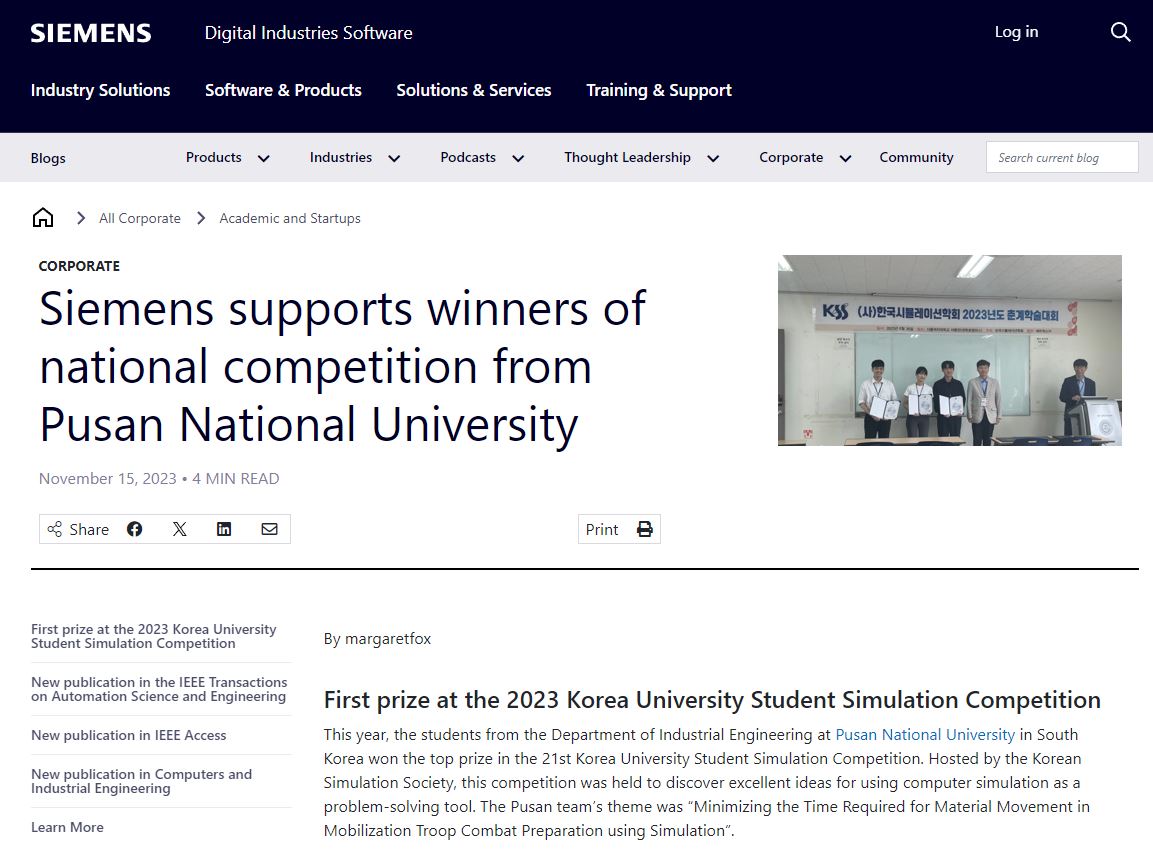 SIEMENS
Digital Industries Software
Log in
Industry Solutions
Software & Products
Solutions & Services
Training & Support
Blogs
Products
Industries
Podcasts
Thought Leadership
Corporate
Community
Search current blog
All Corporate
Academic and Startups
CORPORATE
Siemens supports winners of
national competition from
Pusan National University
November 15, 2023 • 4 MIN READ
KSS (사)한국시뮬레이션학회 2023년도 춘계학술대회
Share
Print
First prize at the 2023 Korea University
Student Simulation Competition
New publication in the IEEE Transactions
on Automation Science and Engineering
New publication in IEEE Access
New publication in Computers and
Industrial Engineering
Learn More
By margaretfox
First prize at the 2023 Korea University Student Simulation Competition
This year, the students from the Department of Industrial Engineering at Pusan National University in South
Korea won the top prize in the 21st Korea University Student Simulation Competition. Hosted by the Korean
Simulation Society, this competition was held to discover excellent ideas for using computer simulation as a
problem-solving tool. The Pusan team’s theme was “Minimizing the Time Required for Material Movement in
Mobilization Troop Combat Preparation using Simulation”.